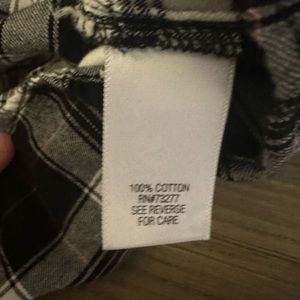 100% COTTON
RN#73277
SEE REVERSE
FOR CARE